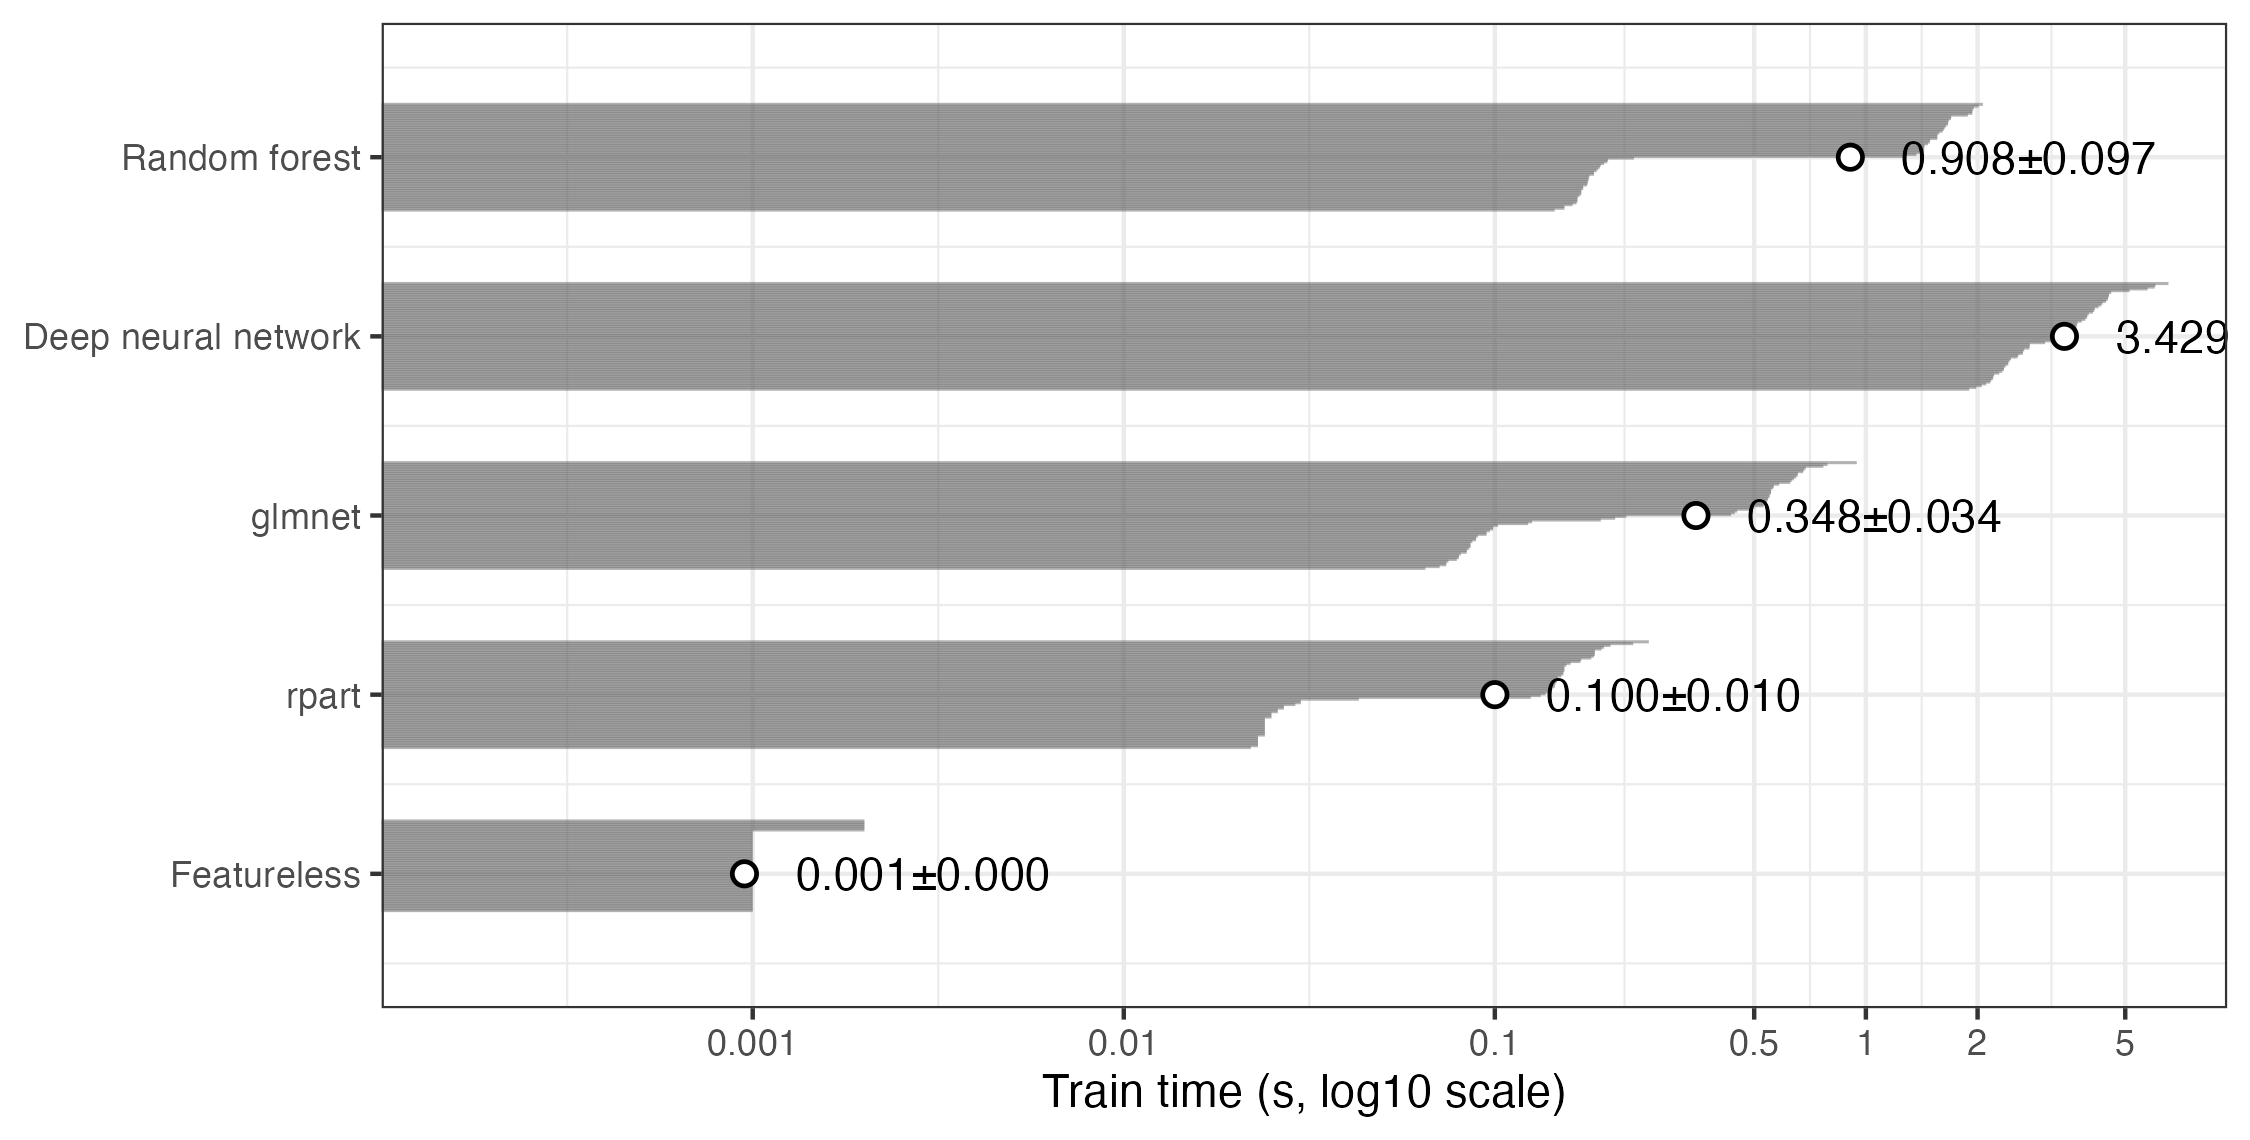 Random forest
0.908±0.097
Deep neural network
3.429
glmnet
0.348±0.034
rpart
0.100±0.010
Featureless
0.001±0.000
0.001 0.01 0.1 0.5 1 2 5
Train time (s, log10 scale)